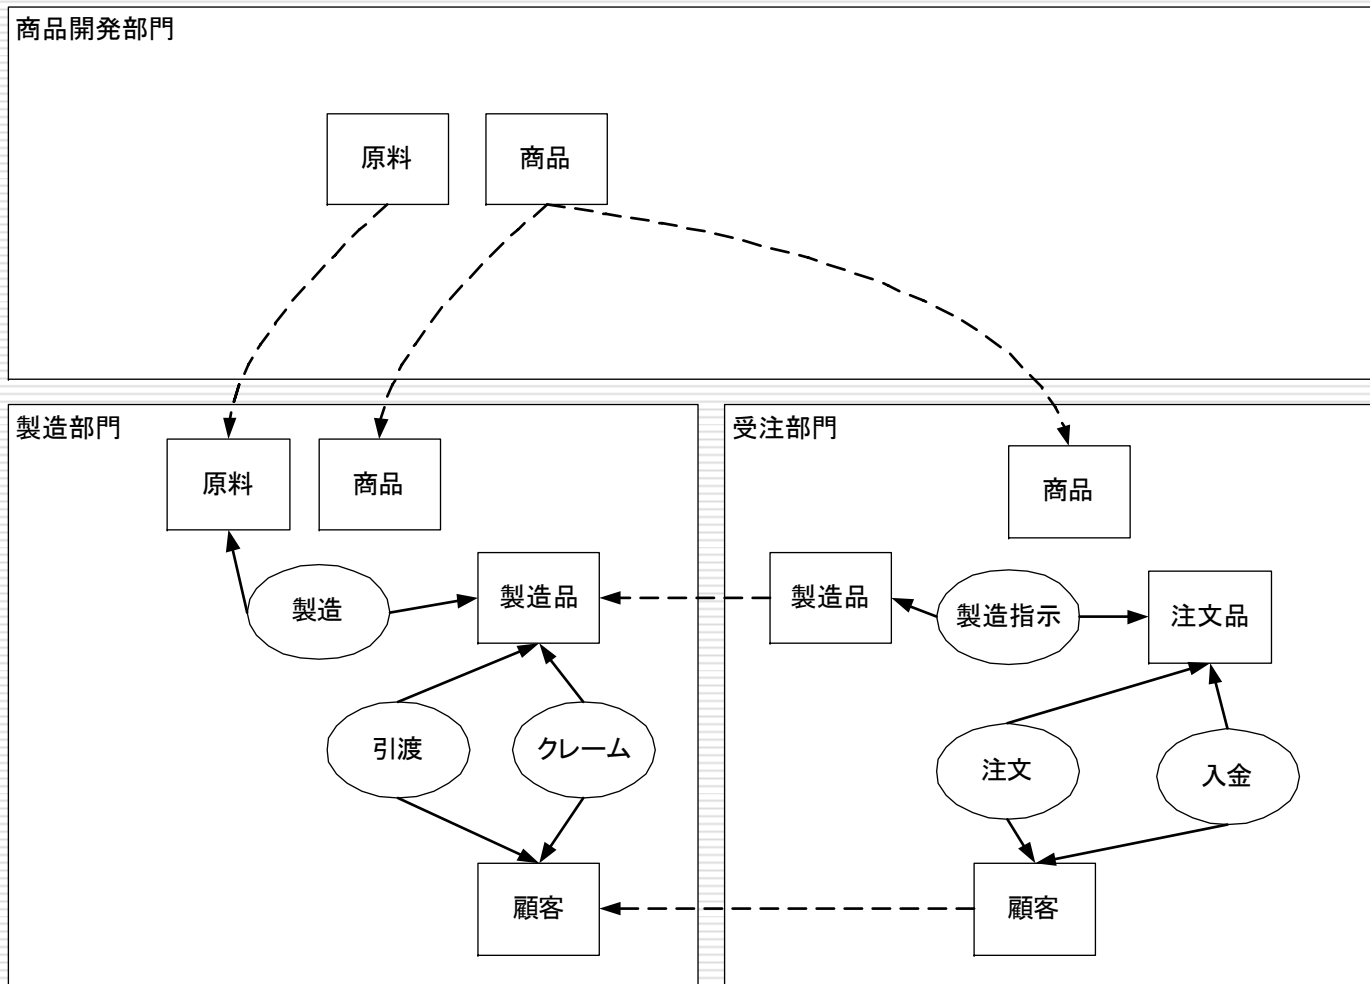 商品開発部門
原料
商品
製造部門
原料
商品
製造
製造品
引渡
クレーム
顧客
受注部門
商品
製造品
製造指示
注文品
注文
入金
顧客